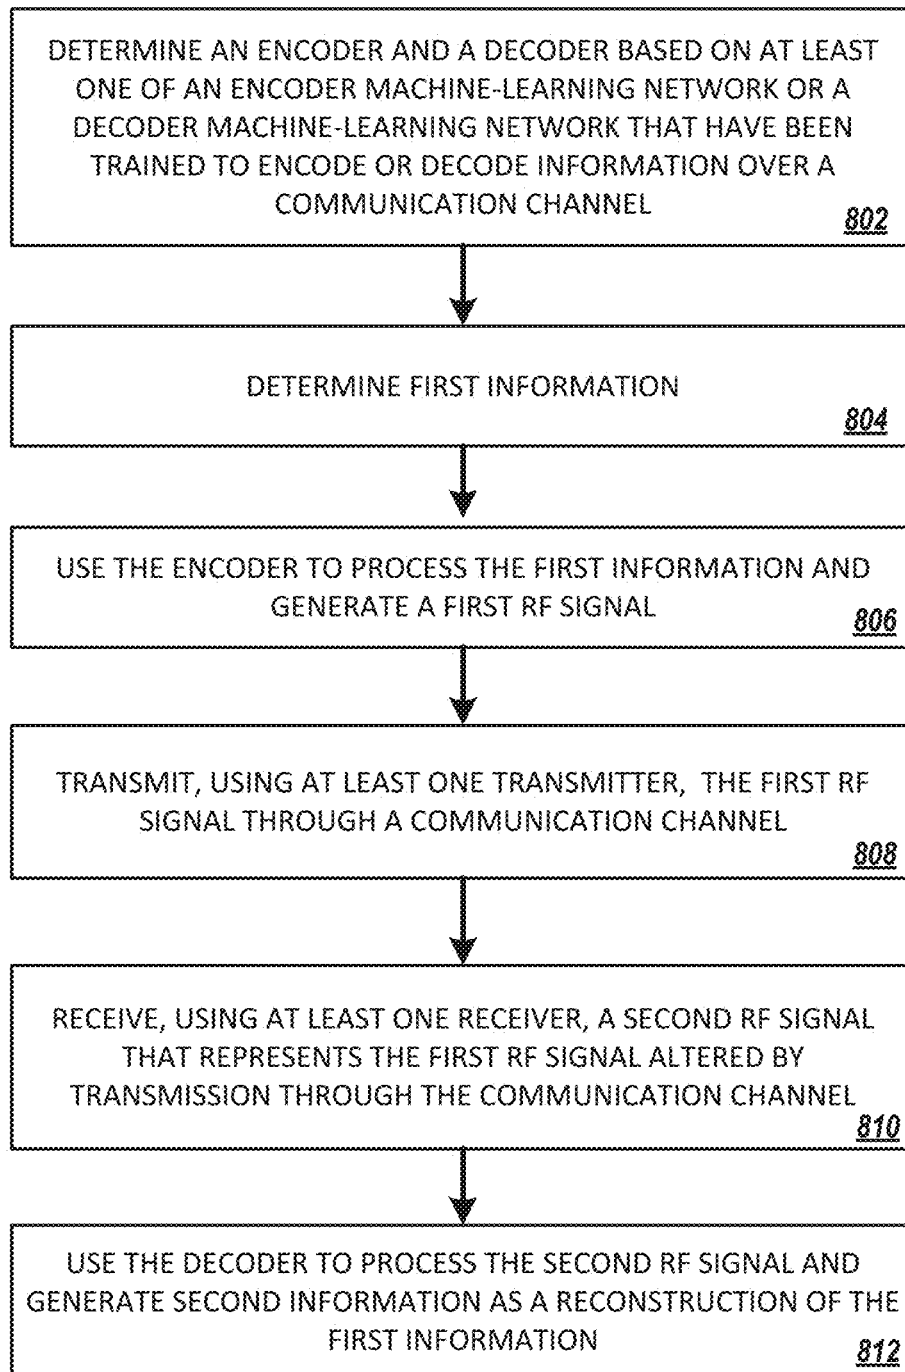 DETERMINE AN ENCODER AND A DECODER BASED ON AT LEAST
ONE OF AN ENCODER MACHINE-LEARNING NETWORK OR A
DECODER MACHINE-LEARNING NETWORK THAT HAVE BEEN
TRAINED TO ENCODE OR DECODE INFORMATION OVER A
COMMUNICATION CHANNEL
802
DETERMINE FIRST INFORMATION
804
USE THE ENCODER TO PROCESS THE FIRST INFORMATION AND
GENERATE A FIRST RF SIGNAL
806
TRANSMIT, USING AT LEAST ONE TRANSMITTER, THE FIRST RF
SIGNAL THROUGH A COMMUNICATION CHANNEL
808
RECEIVE, USING AT LEAST ONE RECEIVER, A SECOND RF SIGNAL
THAT REPRESENTS THE FIRST RF SIGNAL ALTERED BY
TRANSMISSION THROUGH THE COMMUNICATION CHANNEL
810
USE THE DECODER TO PROCESS THE SECOND RF SIGNAL AND
GENERATE SECOND INFORMATION AS A RECONSTRUCTION OF THE
FIRST INFORMATION
812